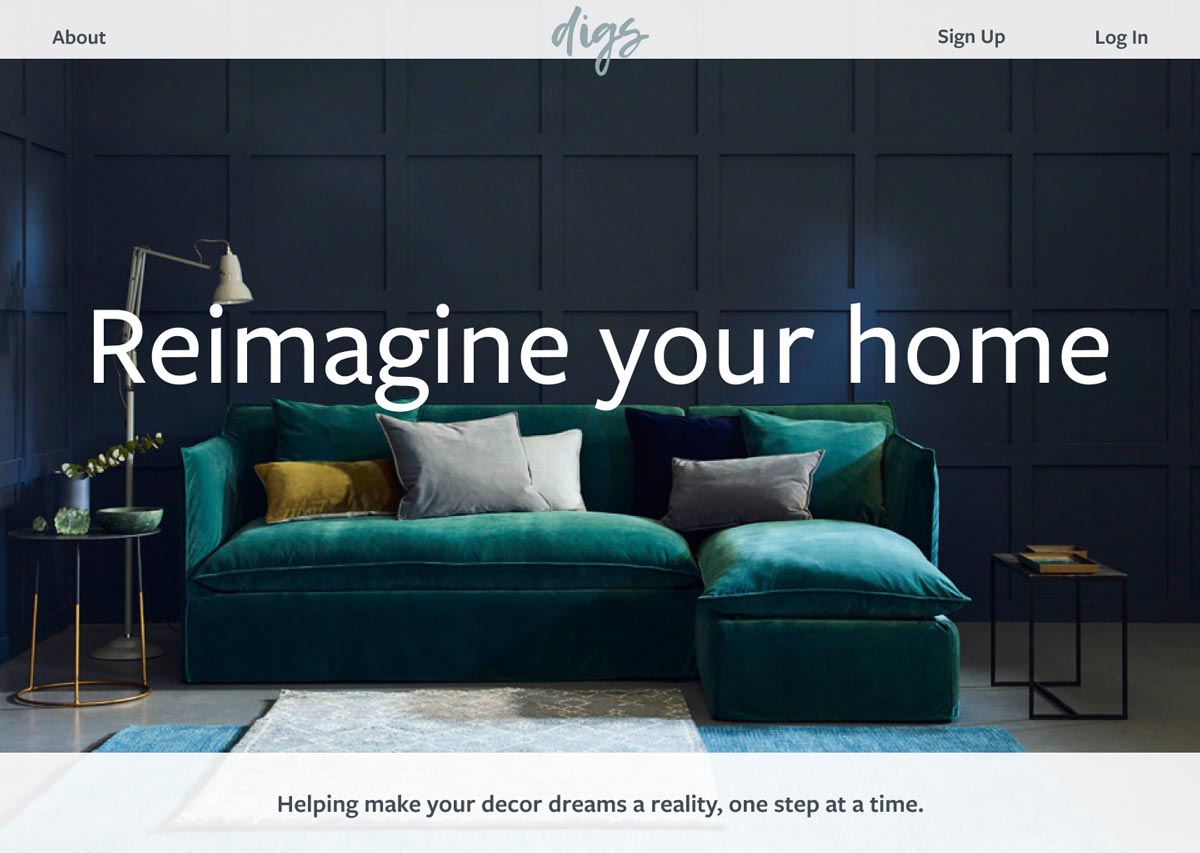 About
digs
Sign Up
Log In
Reimagine your home
Helping make your decor dreams a reality, one step at a time.